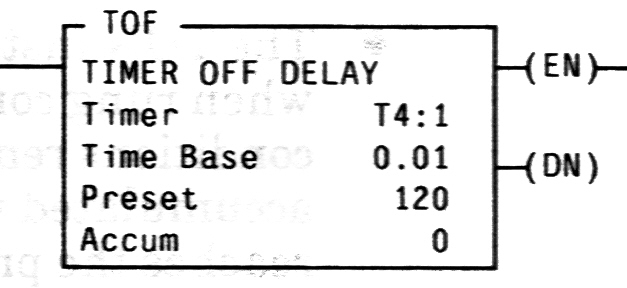 TOF
TIMER OFF DELAY
Timer T4:1
Time Base 0.01
Preset 120
Accum 0
(EN)
(DN)